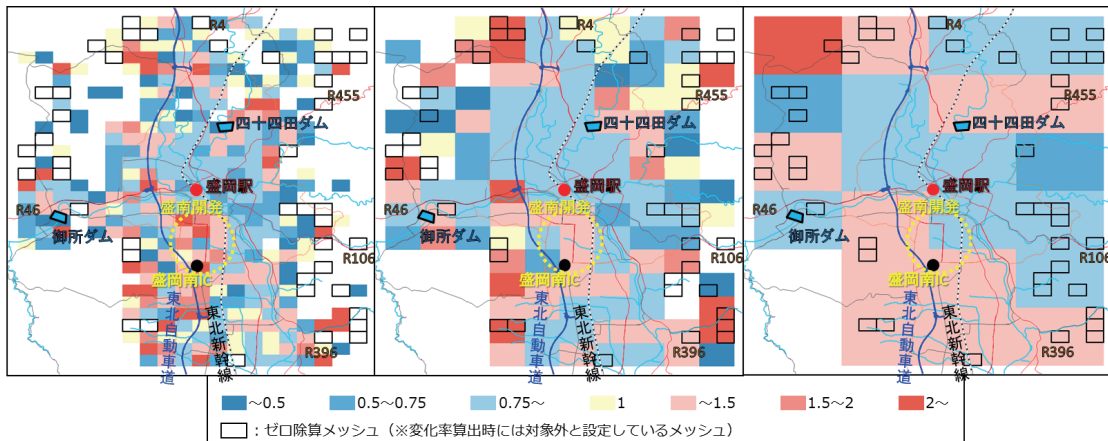 R4
R455
四十四田ダム
盛岡駅
R46
盛南開発
御所ダム
R106
盛岡南IC
東北自動車道
東北新幹線
R396
R4
R455
四十四田ダム
盛岡駅
R46
盛南開発
御所ダム
R106
盛岡南IC
東北自動車道
東北新幹線
R396
R4
R455
四十四田ダム
盛岡駅
R46
盛南開発
御所ダム
R106
盛岡南IC
東北自動車道
東北新幹線
R396
～0.5 0.5～0.75 0.75～ 1 ～1.5 1.5～2 2～
：ゼロ除算メッシュ（※変化率算出時には対象外と設定しているメッシュ）